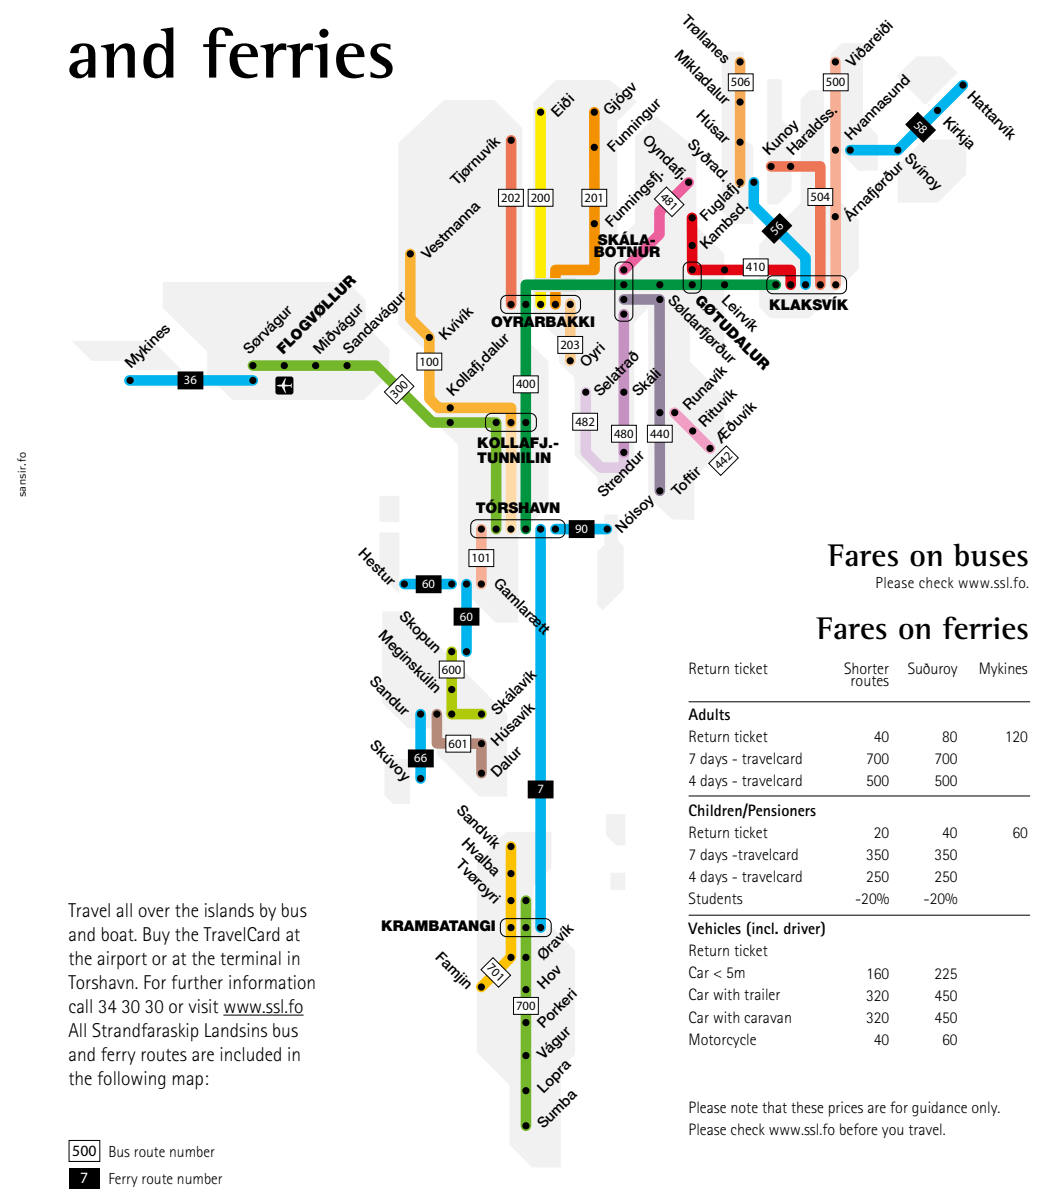 and ferries
Trøllanes
Mikladalur
Húsar
Syðrad.
506
Kunoy
Haraldss.
500
Viðareiði
Hvannasund
Árnafjørður
504
Hattarvík
Kirkja
58
Svínoy
56
Eiði
Gjógv
Funningur
Funningsfj.
Oyndafj.
481
Tjørnuvík
202
200
201
Fuglafj.
Kambsd.
410
SKÁLA-
BOTNUR
KLAKSVÍK
GØTUDALUR
Leirvík
Søldarfjørður
Vestmanna
Kvívík
100
Kollafj.dalur
OYRARBAKKI
203
Oyri
400
Mykines
36
Sørvágur
FLOGVØLLUR
Miðvágur
Sandavágur
300
Selatrað
Skáli
482
480
440
Strendur
Runavík
Rituvík
Æðuvík
442
Toftir
KOLLAFJ.-
TUNNILIN
TÓRSHAVN
90
Nólsoy
101
Gamlarætt
Hestur
60
60
Skopun
Meginskúlin
600
Sandur
Skálavík
Húsavík
601
Dalur
Skúvoy
66
7
Sandvík
Hvalba
Tvøroyri
KRAMBATANGI
Famjin
701
Øravík
Hov
700
Porkeri
Vágur
Lopra
Sumba
sansir.fo
Fares on buses
Please check www.ssl.fo.
Fares on ferries
Return ticket Shorter routes Suðuroy Mykines
Adults
Return ticket 40 80 120
7 days - travelcard 700 700
4 days - travelcard 500 500
Children/Pensioners
Return ticket 20 40 60
7 days -travelcard 350 350
4 days - travelcard 250 250
Students -20% -20%
Vehicles (incl. driver)
Return ticket
Car < 5m 160 225
Car with trailer 320 450
Car with caravan 320 450
Motorcycle 40 60
Please note that these prices are for guidance only.
Please check www.ssl.fo before you travel.
Travel all over the islands by bus
and boat. Buy the TravelCard at
the airport or at the terminal in
Torshavn. For further information
call 34 30 30 or visit www.ssl.fo
All Strandfaraskip Landsins bus
and ferry routes are included in
the following map:
500 Bus route number
7 Ferry route number